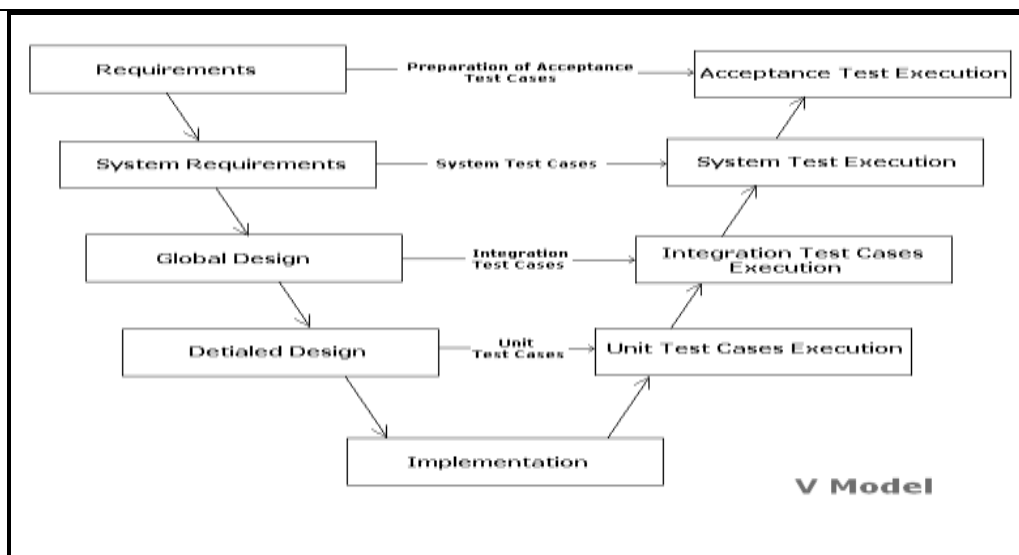 Requirements
Preparation of Acceptance
Test Cases
Acceptance Test Execution
System Requirements
System Test Cases
System Test Execution
Global Design
Integration
Test Cases
Integration Test Cases
Execution
Detialed Design
Unit
Test Cases
Unit Test Cases Execution
Implementation
V Model